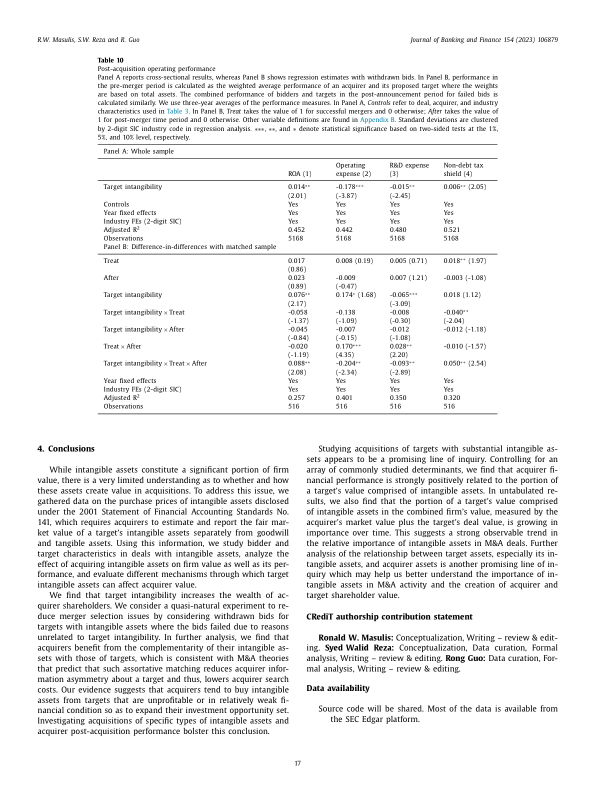 R.W. Masulis, S.W. Reza and R. Guo
Journal of Banking and Finance 154 (2023) 106879
Table 10
Post-acquisition operating performance
Panel A reports cross-sectional results, whereas Panel B shows regression estimates with withdrawn bids. In Panel B, performance in
the pre-merger period is calculated as the weighted average performance of an acquirer and its proposed target where the weights
are based on total assets. The combined performance of bidders and targets in the post-announcement period for failed bids is
calculated similarly. We use three-year averages of the performance measures. In Panel A, Controls refer to deal, acquirer, and industry
characteristics used in Table 3. In Panel B, Treat takes the value of 1 for successful mergers and 0 otherwise; After takes the value of
1 for post-merger time period and 0 otherwise. Other variable definitions are found in Appendix B. Standard deviations are clustered
by 2-digit SIC industry code in regression analysis. ∗∗∗, ∗∗, and ∗ denote statistical significance based on two-sided tests at the 1%,
5%, and 10% level, respectively.
Panel A: Whole sample
ROA (1) Operating expense (2) R&D expense (3) Non-debt tax shield (4)
Target intangibility 0.014∗∗ -0.178∗∗∗ -0.015∗∗ 0.006∗∗ (2.05)
(2.01) (-3.87) (-2.45)
Controls Yes Yes Yes Yes
Year fixed effects Yes Yes Yes Yes
Industry FEs (2-digit SIC) Yes Yes Yes Yes
Adjusted R² 0.452 0.442 0.480 0.521
Observations 5168 5168 5168 5168
Panel B: Difference-in-differences with matched sample
Treat 0.017 0.008 (0.19) 0.005 (0.71) 0.018∗∗ (1.97)
(0.86)
After 0.023 -0.009 0.007 (1.21) -0.003 (-1.08)
(0.89) (-0.47)
Target intangibility 0.076∗∗ 0.174∗ (1.68) -0.065∗∗∗ 0.018 (1.12)
(2.17) (-3.09)
Target intangibility × Treat -0.058 -0.138 -0.008 -0.040∗∗
(-1.37) (-1.09) (-0.30) (-2.04)
Target intangibility × After -0.045 -0.007 -0.012 -0.012 (-1.18)
(-0.84) (-0.15) (-1.08)
Treat × After -0.020 0.170∗∗∗ 0.028∗∗ -0.010 (-1.57)
(-1.19) (4.35) (2.20)
Target intangibility × Treat × After 0.088∗∗ -0.204∗∗ -0.093∗∗ 0.050∗∗ (2.54)
(2.08) (-2.34) (-2.89)
Year fixed effects Yes Yes Yes Yes
Industry FEs (2-digit SIC) Yes Yes Yes Yes
Adjusted R² 0.257 0.401 0.350 0.320
Observations 516 516 516 516
4. Conclusions
While intangible assets constitute a significant portion of firm
value, there is a very limited understanding as to whether and how
these assets create value in acquisitions. To address this issue, we
gathered data on the purchase prices of intangible assets disclosed
under the 2001 Statement of Financial Accounting Standards No.
141, which requires acquirers to estimate and report the fair mar-
ket value of a target's intangible assets separately from goodwill
and tangible assets. Using this information, we study bidder and
target characteristics in deals with intangible assets, analyze the
effect of acquiring intangible assets on firm value as well as its per-
formance, and evaluate different mechanisms through which target
intangible assets can affect acquirer value.
We find that target intangibility increases the wealth of ac-
quirer shareholders. We consider a quasi-natural experiment to re-
duce merger selection issues by considering withdrawn bids for
targets with intangible assets where the bids failed due to reasons
unrelated to target intangibility. In further analysis, we find that
acquirers benefit from the complementarity of their intangible as-
sets with those of targets, which is consistent with M&A theories
that predict that such assortative matching reduces acquirer infor-
mation asymmetry about a target and thus, lowers acquirer search
costs. Our evidence suggests that acquirers tend to buy intangible
assets from targets that are unprofitable or in relatively weak fi-
nancial condition so as to expand their investment opportunity set.
Investigating acquisitions of specific types of intangible assets and
acquirer post-acquisition performance bolster this conclusion.
Studying acquisitions of targets with substantial intangible as-
sets appears to be a promising line of inquiry. Controlling for an
array of commonly studied determinants, we find that acquirer fi-
nancial performance is strongly positively related to the portion of
a target's value comprised of intangible assets. In untabulated re-
sults, we also find that the portion of a target's value comprised
of intangible assets in the combined firm's value, measured by the
acquirer's market value plus the target's deal value, is growing in
importance over time. This suggests a strong observable trend in
the relative importance of intangible assets in M&A deals. Further
analysis of the relationship between target assets, especially its in-
tangible assets, and acquirer assets is another promising line of in-
quiry which may help us better understand the importance of in-
tangible assets in M&A activity and the creation of acquirer and
target shareholder value.
CRediT authorship contribution statement
Ronald W. Masulis: Conceptualization, Writing – review & edit-
ing. Syed Walid Reza: Conceptualization, Data curation, Formal
analysis, Writing – review & editing. Rong Guo: Data curation, For-
mal analysis, Writing – review & editing.
Data availability
Source code will be shared. Most of the data is available from
the SEC Edgar platform.
17